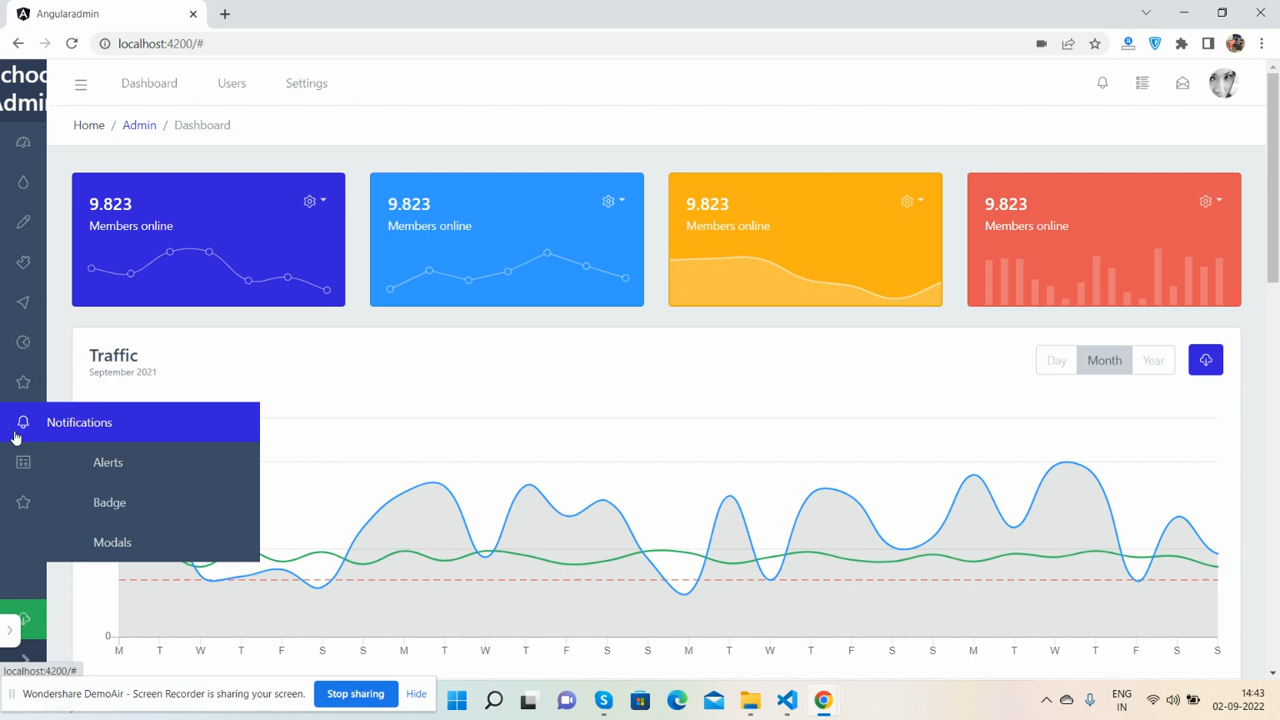 Angularadmin
localhost:4200/#
choo
Admin
Dashboard Users Settings
Home / Admin / Dashboard
9.823
Members online
9.823
Members online
9.823
Members online
9.823
Members online
Traffic
September 2021
Day Month Year
Notifications
Alerts
Badge
Modals
0
M T W T F S S M T W T F S S M T W T F S S M T W T F S S
localhost:4200/#
Wondershare DemoAir - Screen Recorder is sharing your screen. Stop sharing Hide
ENG
IN
14:43
02-09-2022